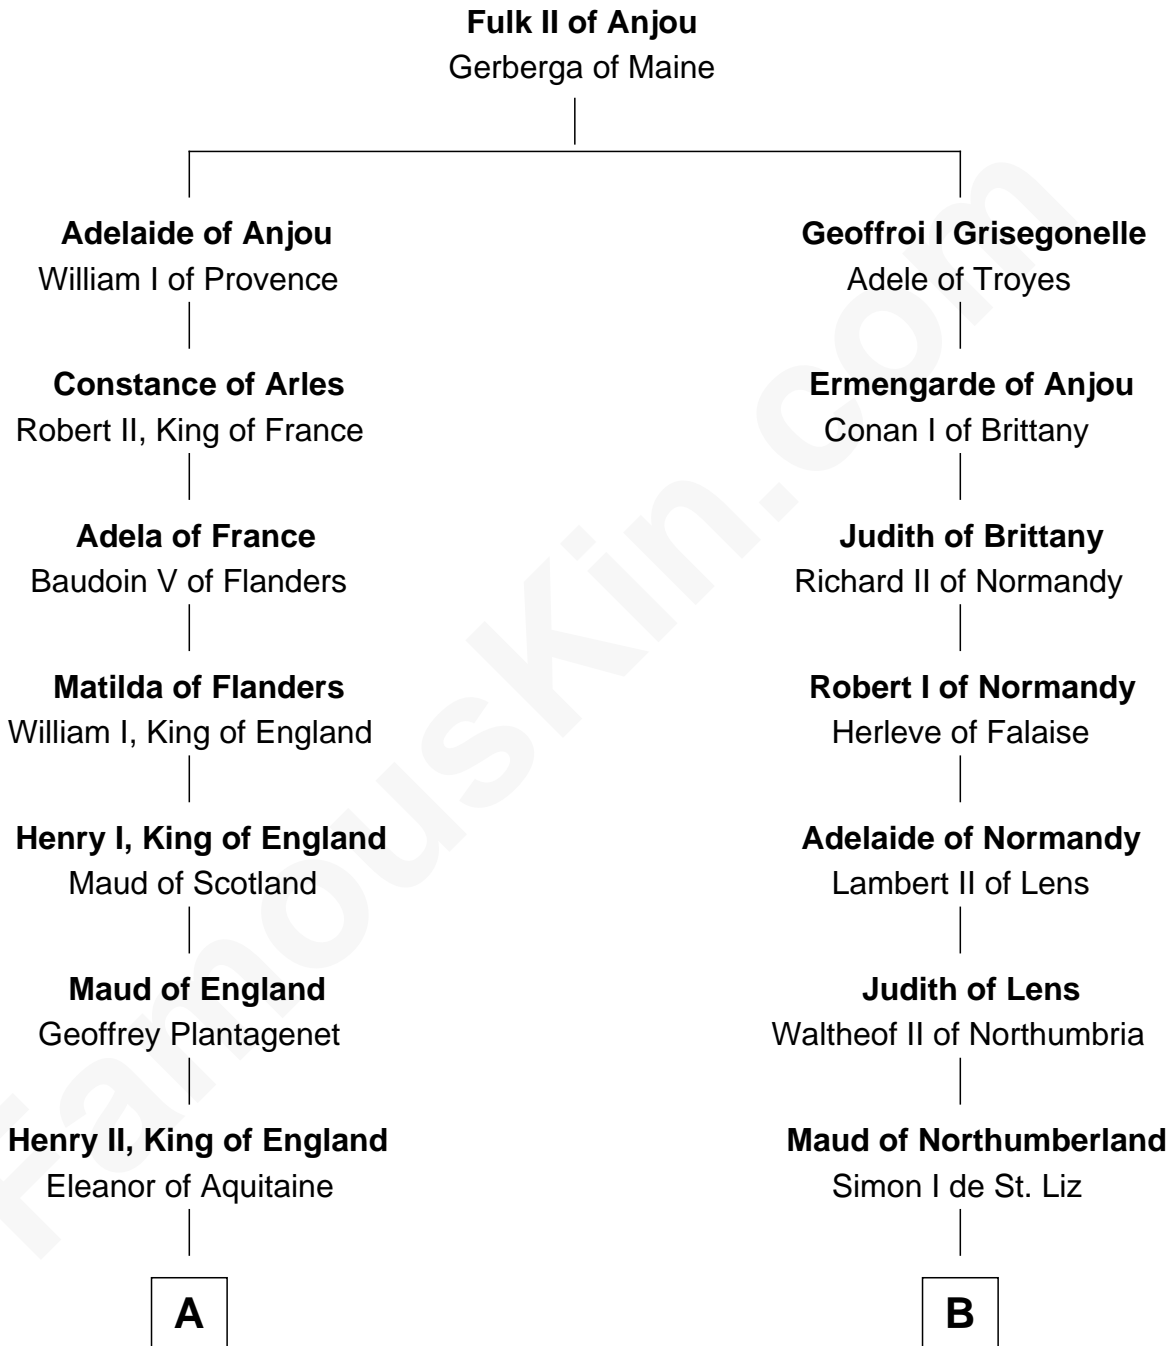 Fulk II of Anjou
Gerberga of Maine
Adelaide of Anjou
William I of Provence
Geoffroi I Grisegonelle
Adele of Troyes
Constance of Arles
Robert II, King of France
Ermengarde of Anjou
Conan I of Brittany
Adela of France
Baudoin V of Flanders
Judith of Brittany
Richard II of Normandy
Matilda of Flanders
William I, King of England
Robert I of Normandy
Herleve of Falaise
Henry I, King of England
Maud of Scotland
Adelaide of Normandy
Lambert II of Lens
Maud of England
Geoffrey Plantagenet
Judith of Lens
Waltheof II of Northumbria
Henry II, King of England
Eleanor of Aquitaine
Maud of Northumberland
Simon I de St. Liz
A
B
FamousKin.com